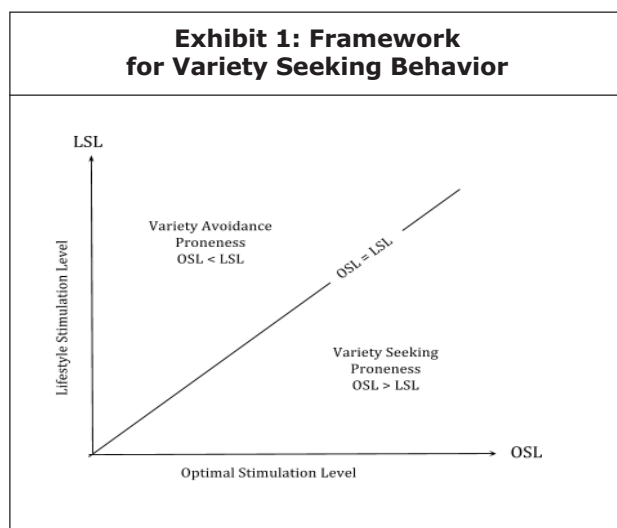 Exhibit 1: Framework
for Variety Seeking Behavior
LSL
Variety Avoidance
Proneness
OSL < LSL
OSL = LSL
Lifestyle Stimulation Level
Variety Seeking
Proneness
OSL > LSL
OSL
Optimal Stimulation Level